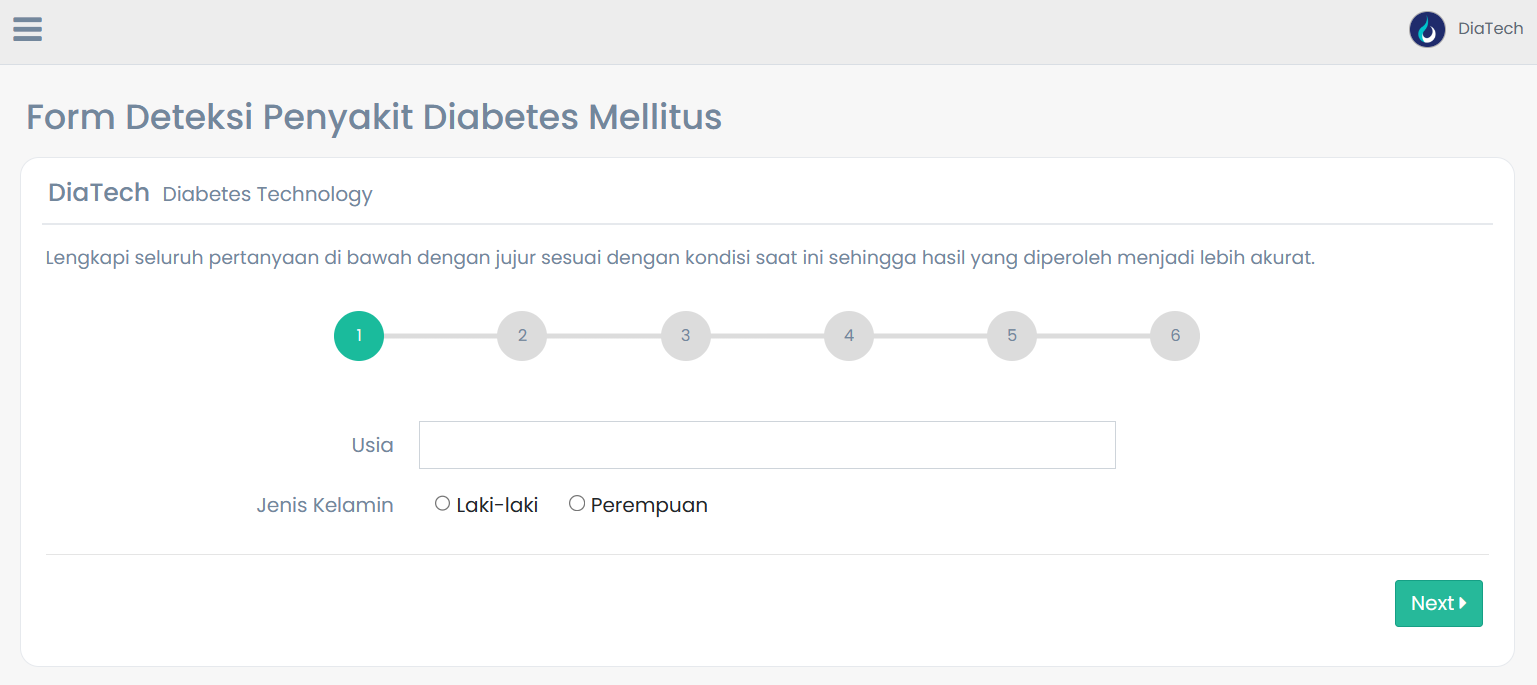 DiaTech
Form Deteksi Penyakit Diabetes Mellitus
DiaTech Diabetes Technology
Lengkapi seluruh pertanyaan di bawah dengan jujur sesuai dengan kondisi saat ini sehingga hasil yang diperoleh menjadi lebih akurat.
1 2 3 4 5 6
Usia
Jenis Kelamin Laki-laki Perempuan
Next